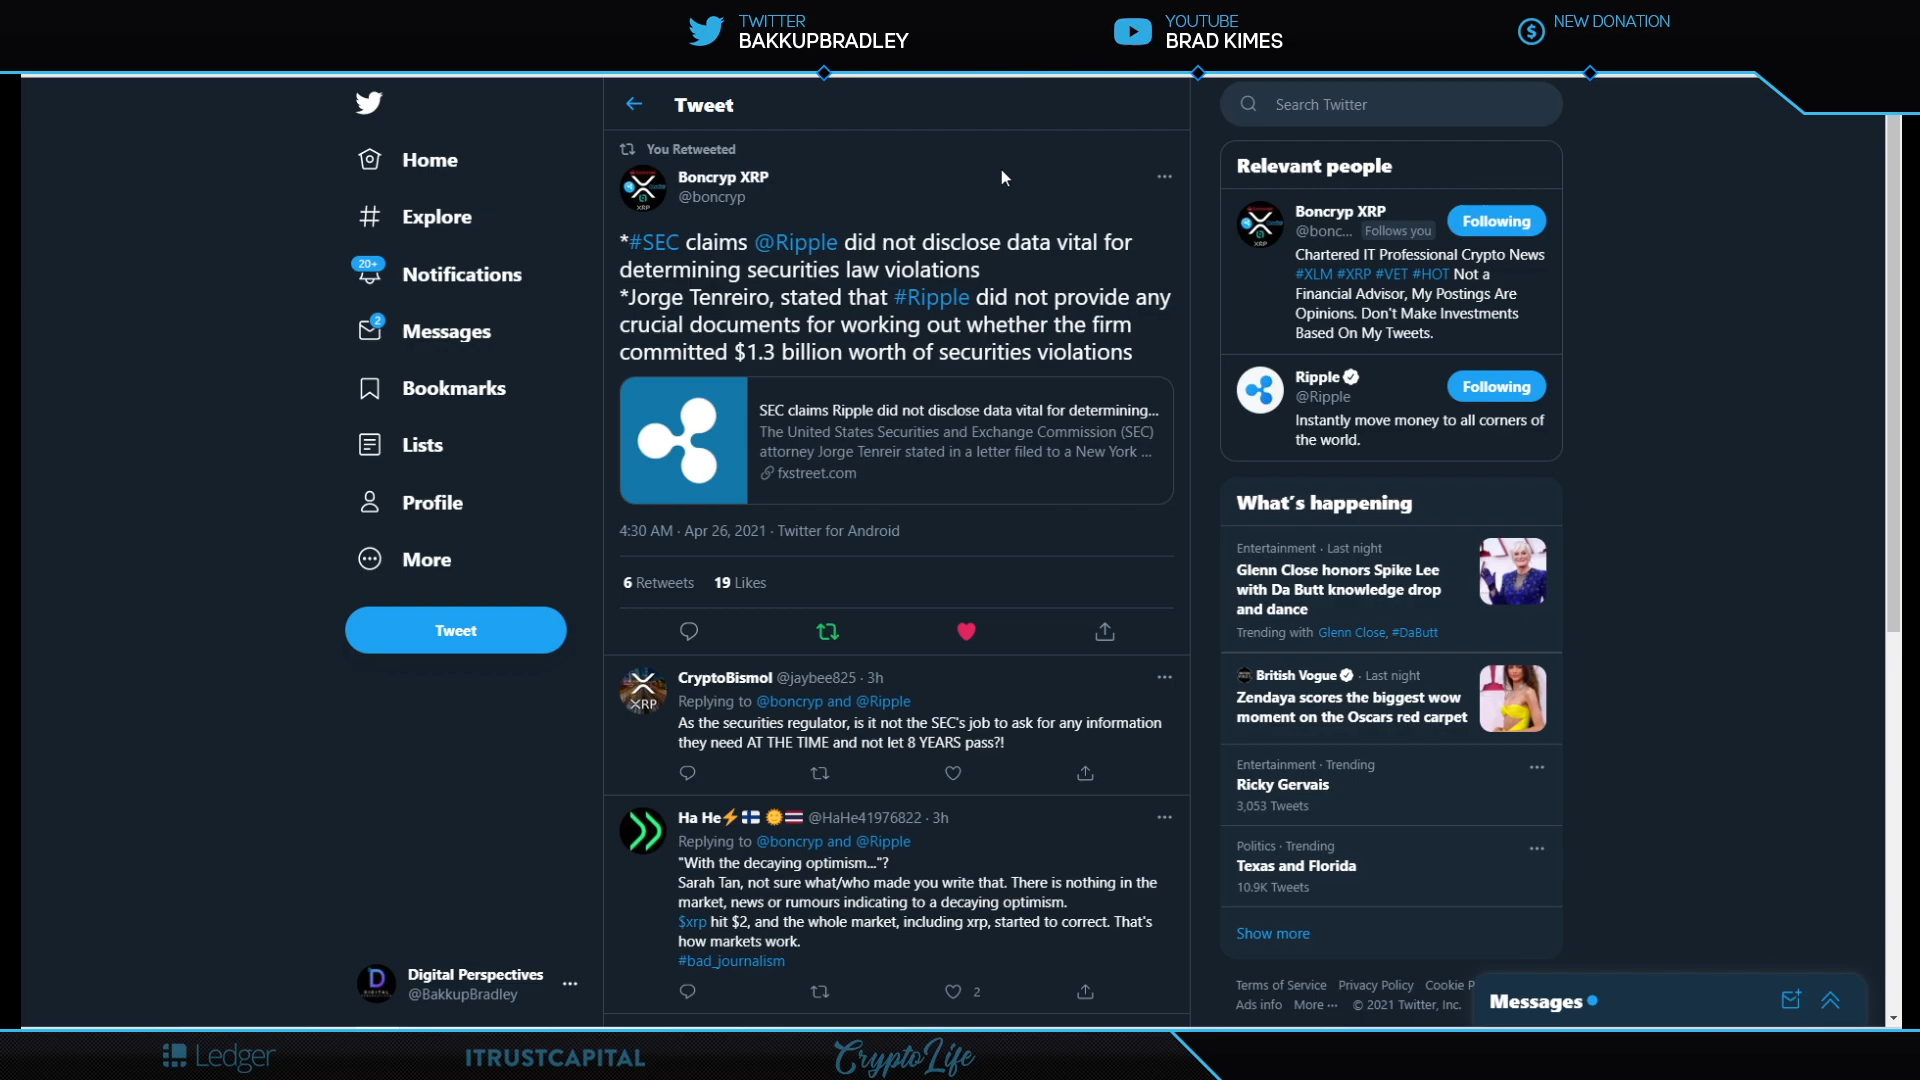 TWITTER
BAKKUPBRADLEY
YOUTUBE
BRAD KIMES
NEW DONATION
Home
Explore
20+
Notifications
2
Messages
Bookmarks
Lists
Profile
More
Tweet
Digital Perspectives
@BakkupBradley
Tweet
You Retweeted
Boncryp XRP
@boncryp
*#SEC claims @Ripple did not disclose data vital for
determining securities law violations
*Jorge Tenreiro, stated that #Ripple did not provide any
crucial documents for working out whether the firm
committed $1.3 billion worth of securities violations
SEC claims Ripple did not disclose data vital for determining...
The United States Securities and Exchange Commission (SEC)
attorney Jorge Tenreir stated in a letter filed to a New York ...
fxstreet.com
4:30 AM · Apr 26, 2021 · Twitter for Android
6 Retweets 19 Likes
XRP
CryptoBismol @jaybee825 · 3h
Replying to @boncryp and @Ripple
As the securities regulator, is it not the SEC's job to ask for any information
they need AT THE TIME and not let 8 YEARS pass?!
Ha He @HaHe41976822 · 3h
Replying to @boncryp and @Ripple
"With the decaying optimism..."?
Sarah Tan, not sure what/who made you write that. There is nothing in the
market, news or rumours indicating to a decaying optimism.
$xrp hit $2, and the whole market, including xrp, started to correct. That's
how markets work.
#bad_journalism
2
Search Twitter
Relevant people
Boncryp XRP
@bonc... Follows you
Following
Chartered IT Professional Crypto News
#XLM #XRP #VET #HOT Not a
Financial Advisor, My Postings Are
Opinions. Don't Make Investments
Based On My Tweets.
Ripple
@Ripple
Following
Instantly move money to all corners of
the world.
What's happening
Entertainment · Last night
Glenn Close honors Spike Lee
with Da Butt knowledge drop
and dance
Trending with Glenn Close, #DaButt
British Vogue · Last night
Zendaya scores the biggest wow
moment on the Oscars red carpet
Entertainment · Trending
Ricky Gervais
3,053 Tweets
Politics · Trending
Texas and Florida
10.9K Tweets
Show more
Terms of Service Privacy Policy Cookie P
Ads info More ··· © 2021 Twitter, Inc.
Messages
Ledger
ITRUSTCAPITAL
CryptoLife